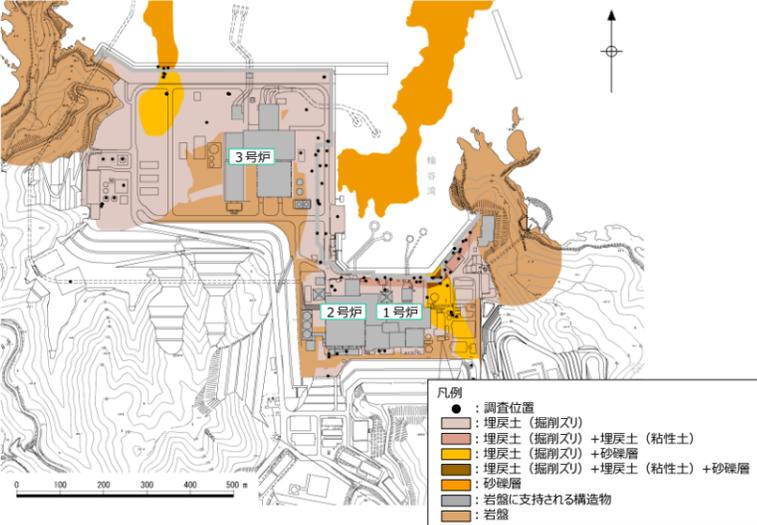 3号炉
輪谷湾
2号炉
1号炉
凡例
：調査位置
：埋戻土（掘削ズリ）
：埋戻土（掘削ズリ）＋埋戻土（粘性土）
：埋戻土（掘削ズリ）＋砂礫層
：埋戻土（掘削ズリ）＋埋戻土（粘性土）＋砂礫層
：砂礫層
：岩盤に支持される構造物
：岩盤
0 100 200 300 400 500 m